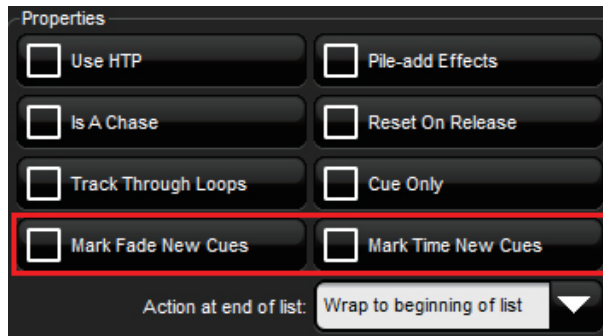 Properties
Use HTP
Pile-add Effects
Is A Chase
Reset On Release
Track Through Loops
Cue Only
Mark Fade New Cues
Mark Time New Cues
Action at end of list: Wrap to beginning of list